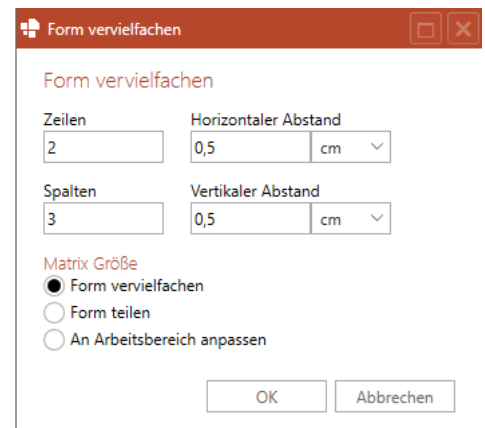 Form vervielfachen
Form vervielfachen
Zeilen Horizontaler Abstand
2 0,5 cm
Spalten Vertikaler Abstand
3 0,5 cm
Matrix Größe
Form vervielfachen
Form teilen
An Arbeitsbereich anpassen
OK Abbrechen